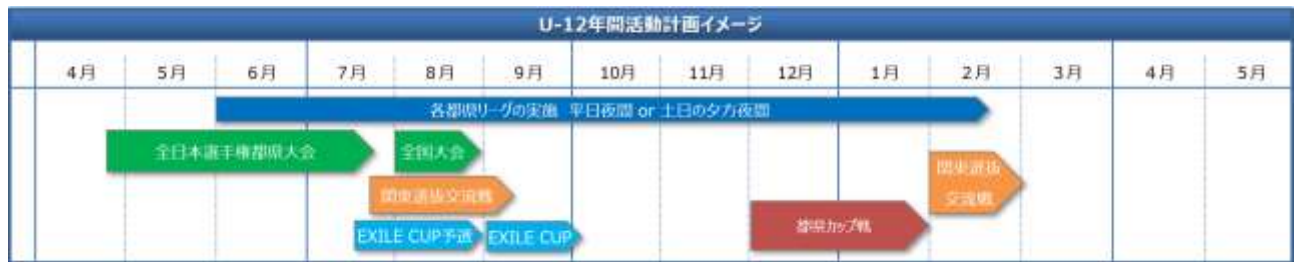 U-12年間活動計画イメージ
4月 5月 6月 7月 8月 9月 10月 11月 12月 1月 2月 3月 4月 5月
各都県リーグの実施 平日夜間 or 土日の夕方夜間
全日本選手権都県大会 全国大会
関東選抜交流戦
関東選抜
交流戦
EXILE CUP予選 EXILE CUP
都県カップ戦